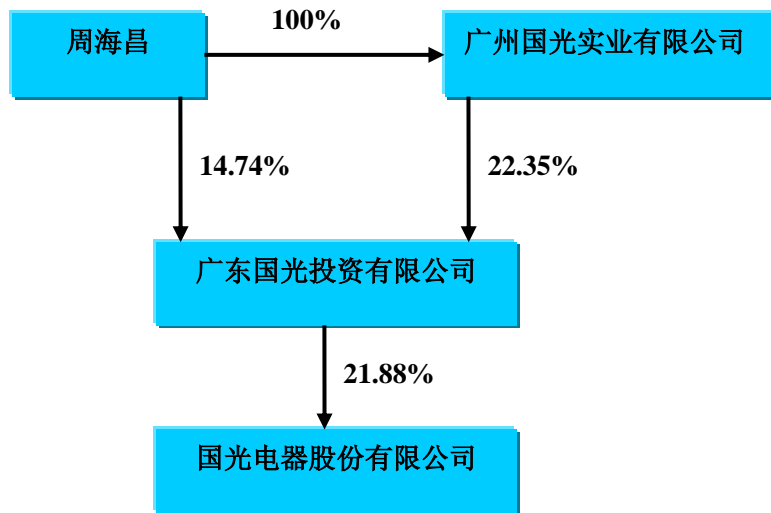 100%
周海昌
广州国光实业有限公司
14.74%
22.35%
广东国光投资有限公司
21.88%
国光电器股份有限公司